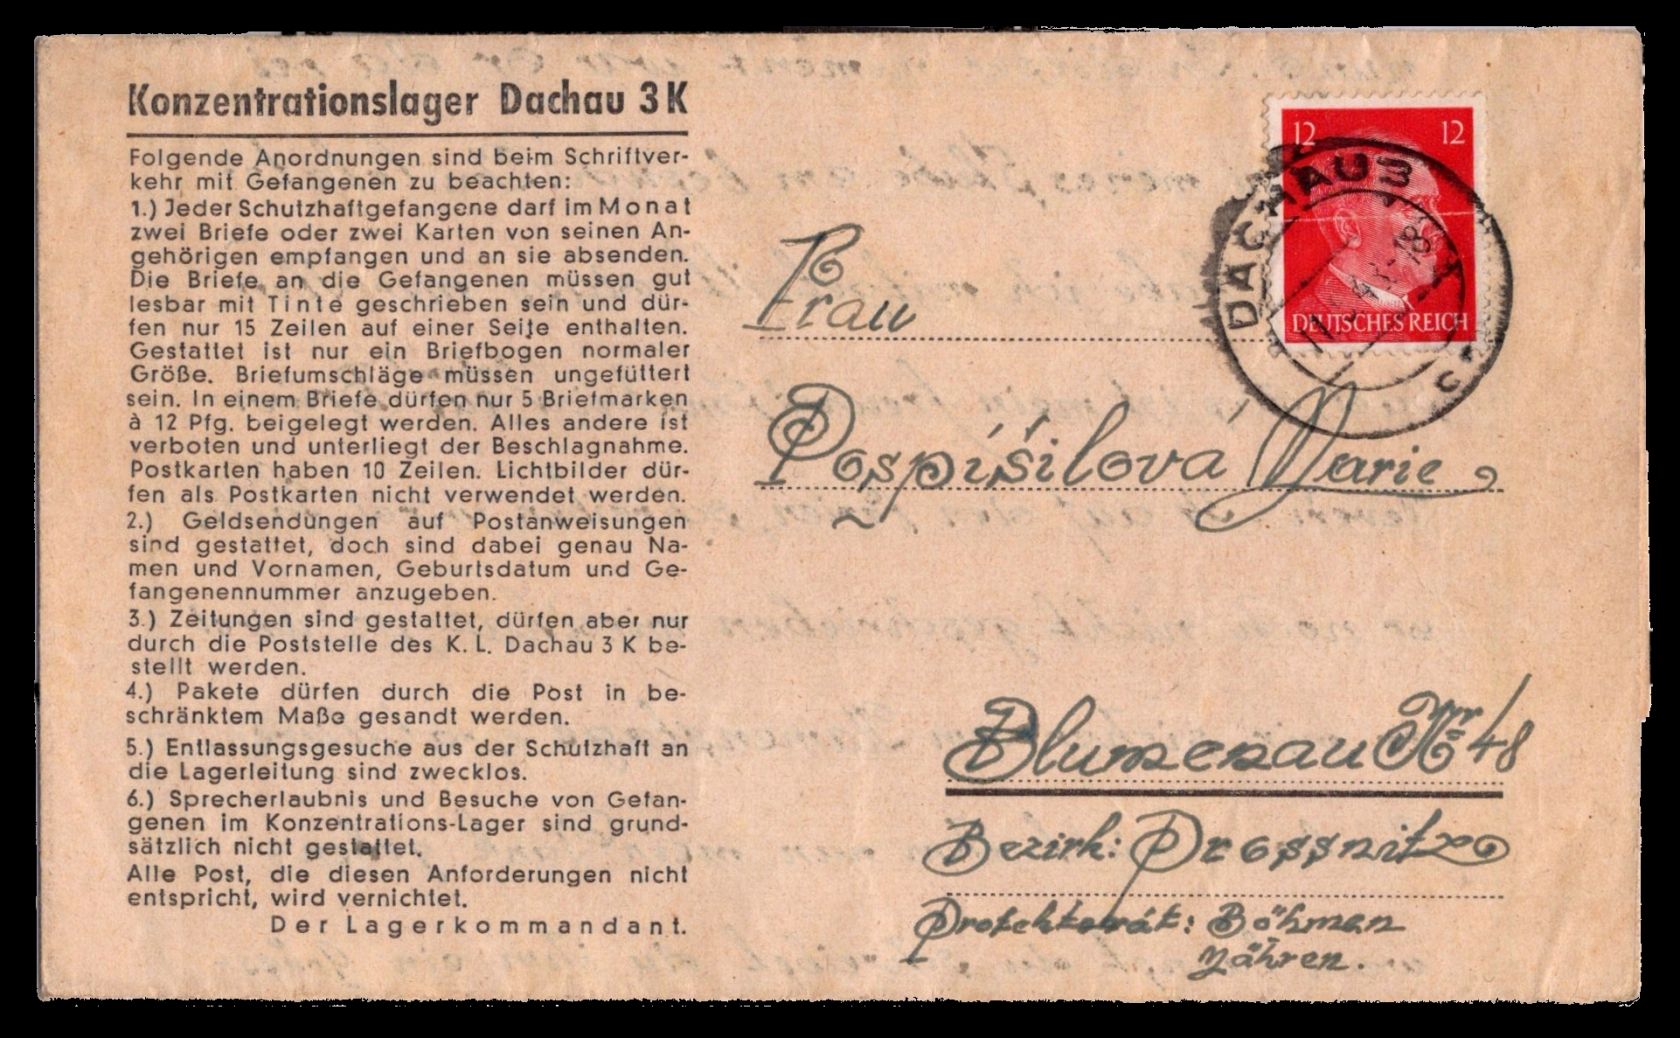 Konzentrationslager Dachau 3 K
Folgende Anordnungen sind beim Schriftver-
kehr mit Gefangenen zu beachten:
1.) Jeder Schutzhaftgefangene darf im Monat
zwei Briefe oder zwei Karten von seinen An-
gehörigen empfangen und an sie absenden.
Die Briefe an die Gefangenen müssen gut
lesbar mit Tinte geschrieben sein und dür-
fen nur 15 Zeilen auf einer Seite enthalten.
Gestattet ist nur ein Briefbogen normaler
Größe. Briefumschläge müssen ungefüttert
sein. In einem Briefe dürfen nur 5 Briefmarken
à 12 Pfg. beigelegt werden. Alles andere ist
verboten und unterliegt der Beschlagnahme.
Postkarten haben 10 Zeilen. Lichtbilder dür-
fen als Postkarten nicht verwendet werden.
2.) Geldsendungen auf Postanweisungen
sind gestattet, doch sind dabei genau Na-
men und Vornamen, Geburtsdatum und Ge-
fangenennummer anzugeben.
3.) Zeitungen sind gestattet, dürfen aber nur
durch die Poststelle des K. L. Dachau 3 K be-
stellt werden.
4.) Pakete dürfen durch die Post in be-
schränktem Maße gesandt werden.
5.) Entlassungsgesuche aus der Schutzhaft an
die Lagerleitung sind zwecklos.
6.) Sprecherlaubnis und Besuche von Gefan-
genen im Konzentrations-Lager sind grund-
sätzlich nicht gestattet.
Alle Post, die diesen Anforderungen nicht
entspricht, wird vernichtet.
Der Lagerkommandant.
12 12
DEUTSCHES REICH
DACHAU 3
c
Frau
Pospíšilová Marie
Blumenau Nr 48
Bezirk: Prossnitz
Protektorát: Böhmen
Mähren.